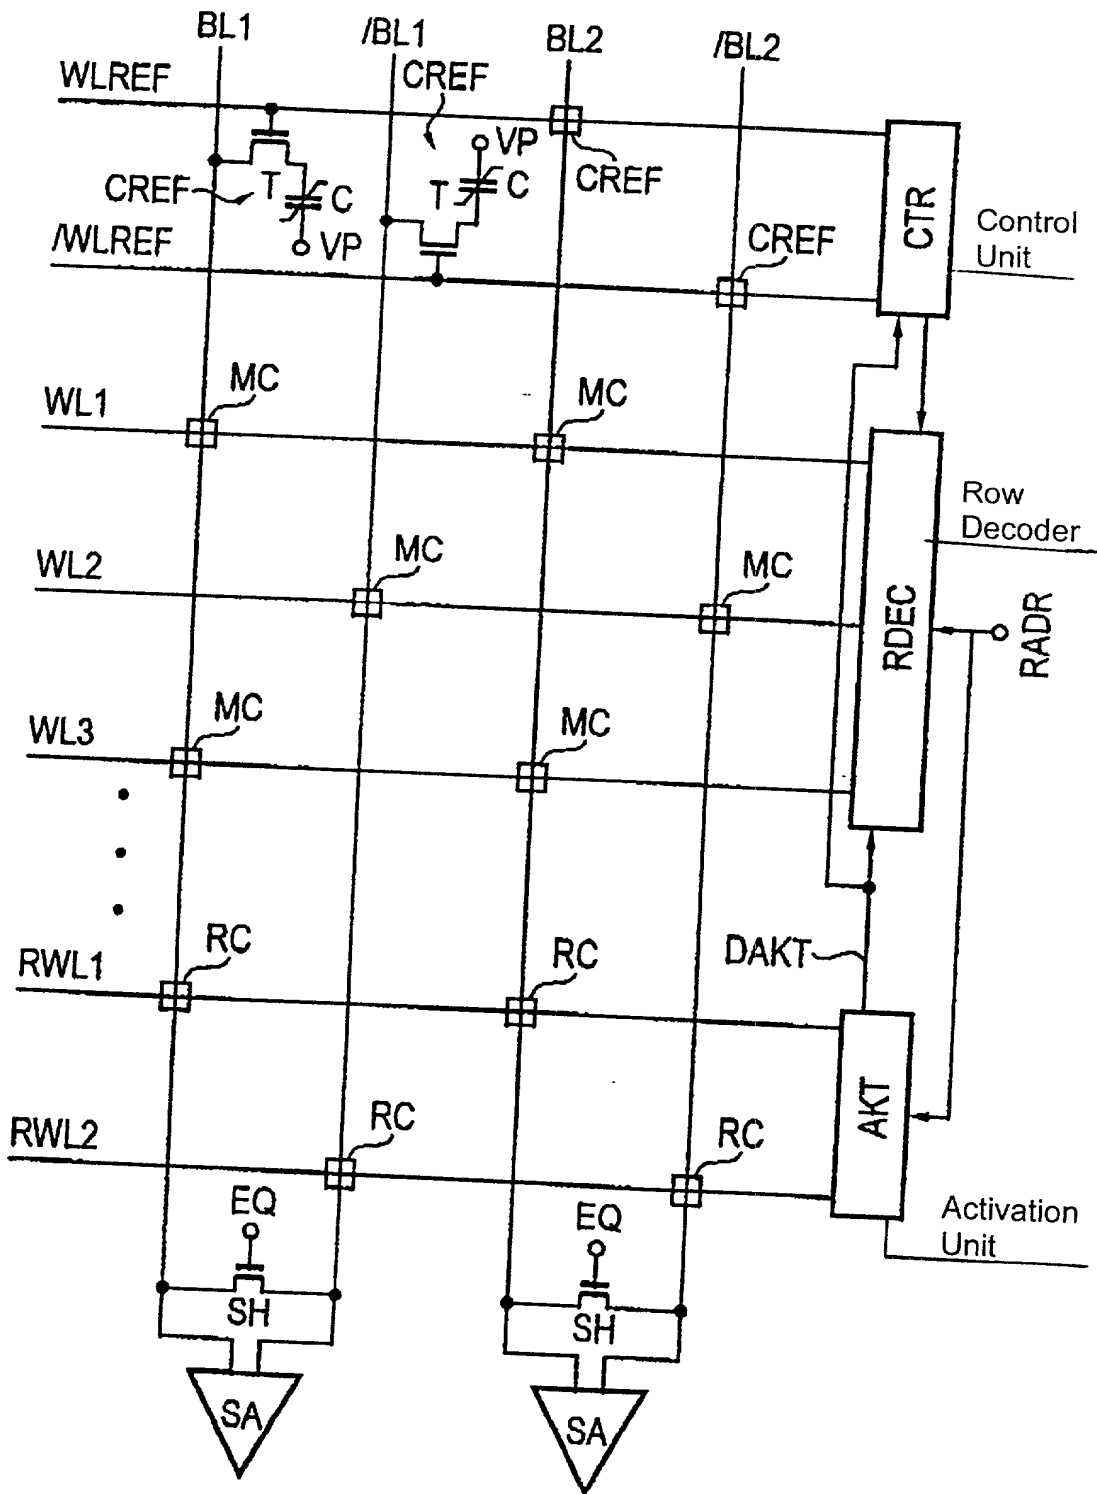 BL1
/BL1
BL2
/BL2
WLREF
CREF
VP
CREF
T
C
CREF
T
C
VP
/WLREF
CREF
CTR
Control
Unit
WL1
MC
MC
Row
Decoder
WL2
MC
MC
RDEC
RADR
WL3
MC
MC
RWL1
RC
RC
DAKT
RWL2
RC
RC
AKT
Activation
Unit
EQ
EQ
SH
SH
SA
SA